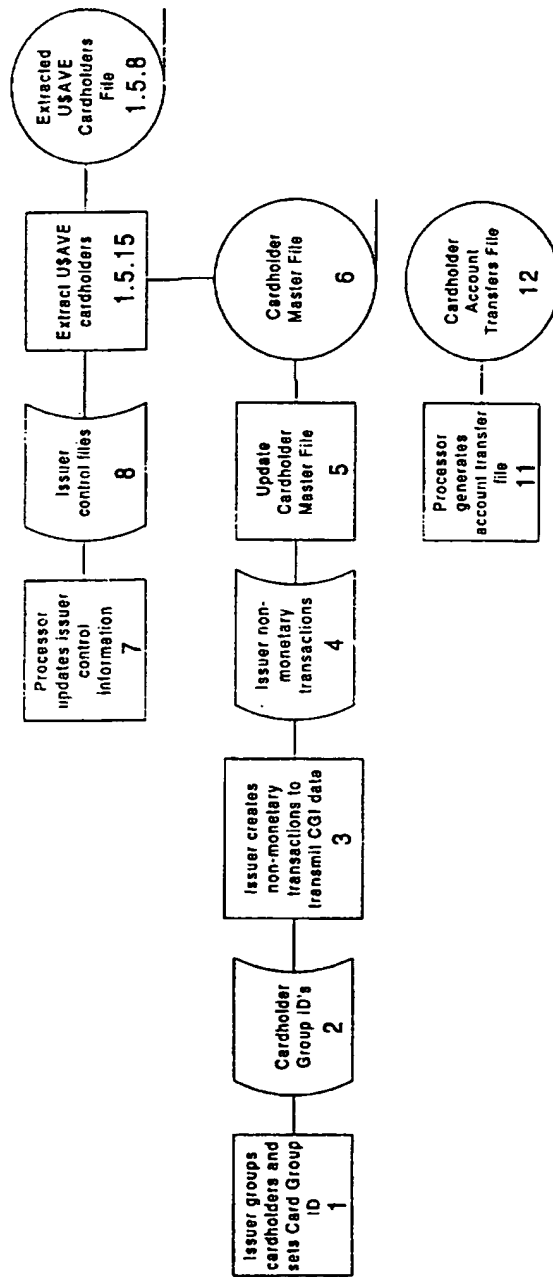 Processor
updates issuer
control
information
7
Issuer
control files
8
Extract U$AVE
cardholders
1.5.15
Extracted
U$AVE
Cardholders
File
1.5.8
Issuer groups
cardholders and
sets Card Group
ID
1
Cardholder
Group ID's
2
Issuer creates
non-monetary
transactions to
transmit CGI data
3
Issuer non-
monetary
transactions
4
Update
Cardholder
Master File
5
Cardholder
Master File
6
Processor
generates
account transfer
file
11
Cardholder
Account
Transfers File
12